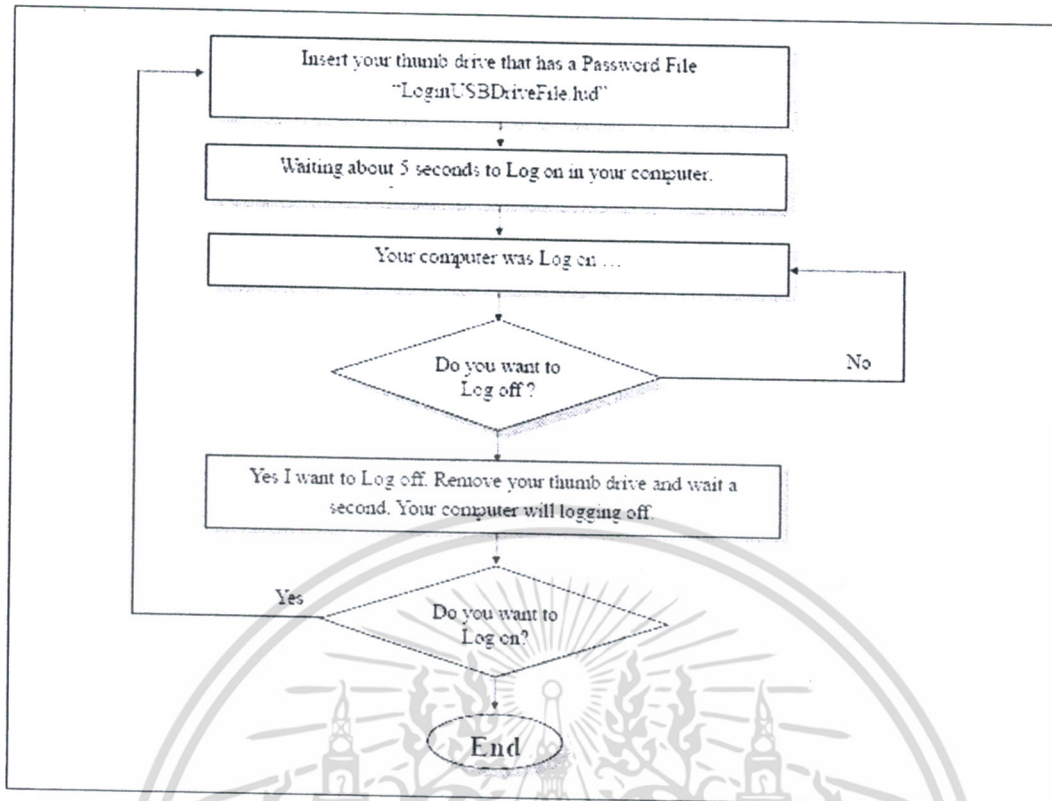 Insert your thumb drive that has a Password File
"LoginUSBDriveFile.lud"
Waiting about 5 seconds to Log on in your computer.
Your computer was Log on ...
Do you want to
Log off ?
No
Yes I want to Log off. Remove your thumb drive and wait a
second. Your computer will logging off.
Yes
Do you want to
Log on?
End